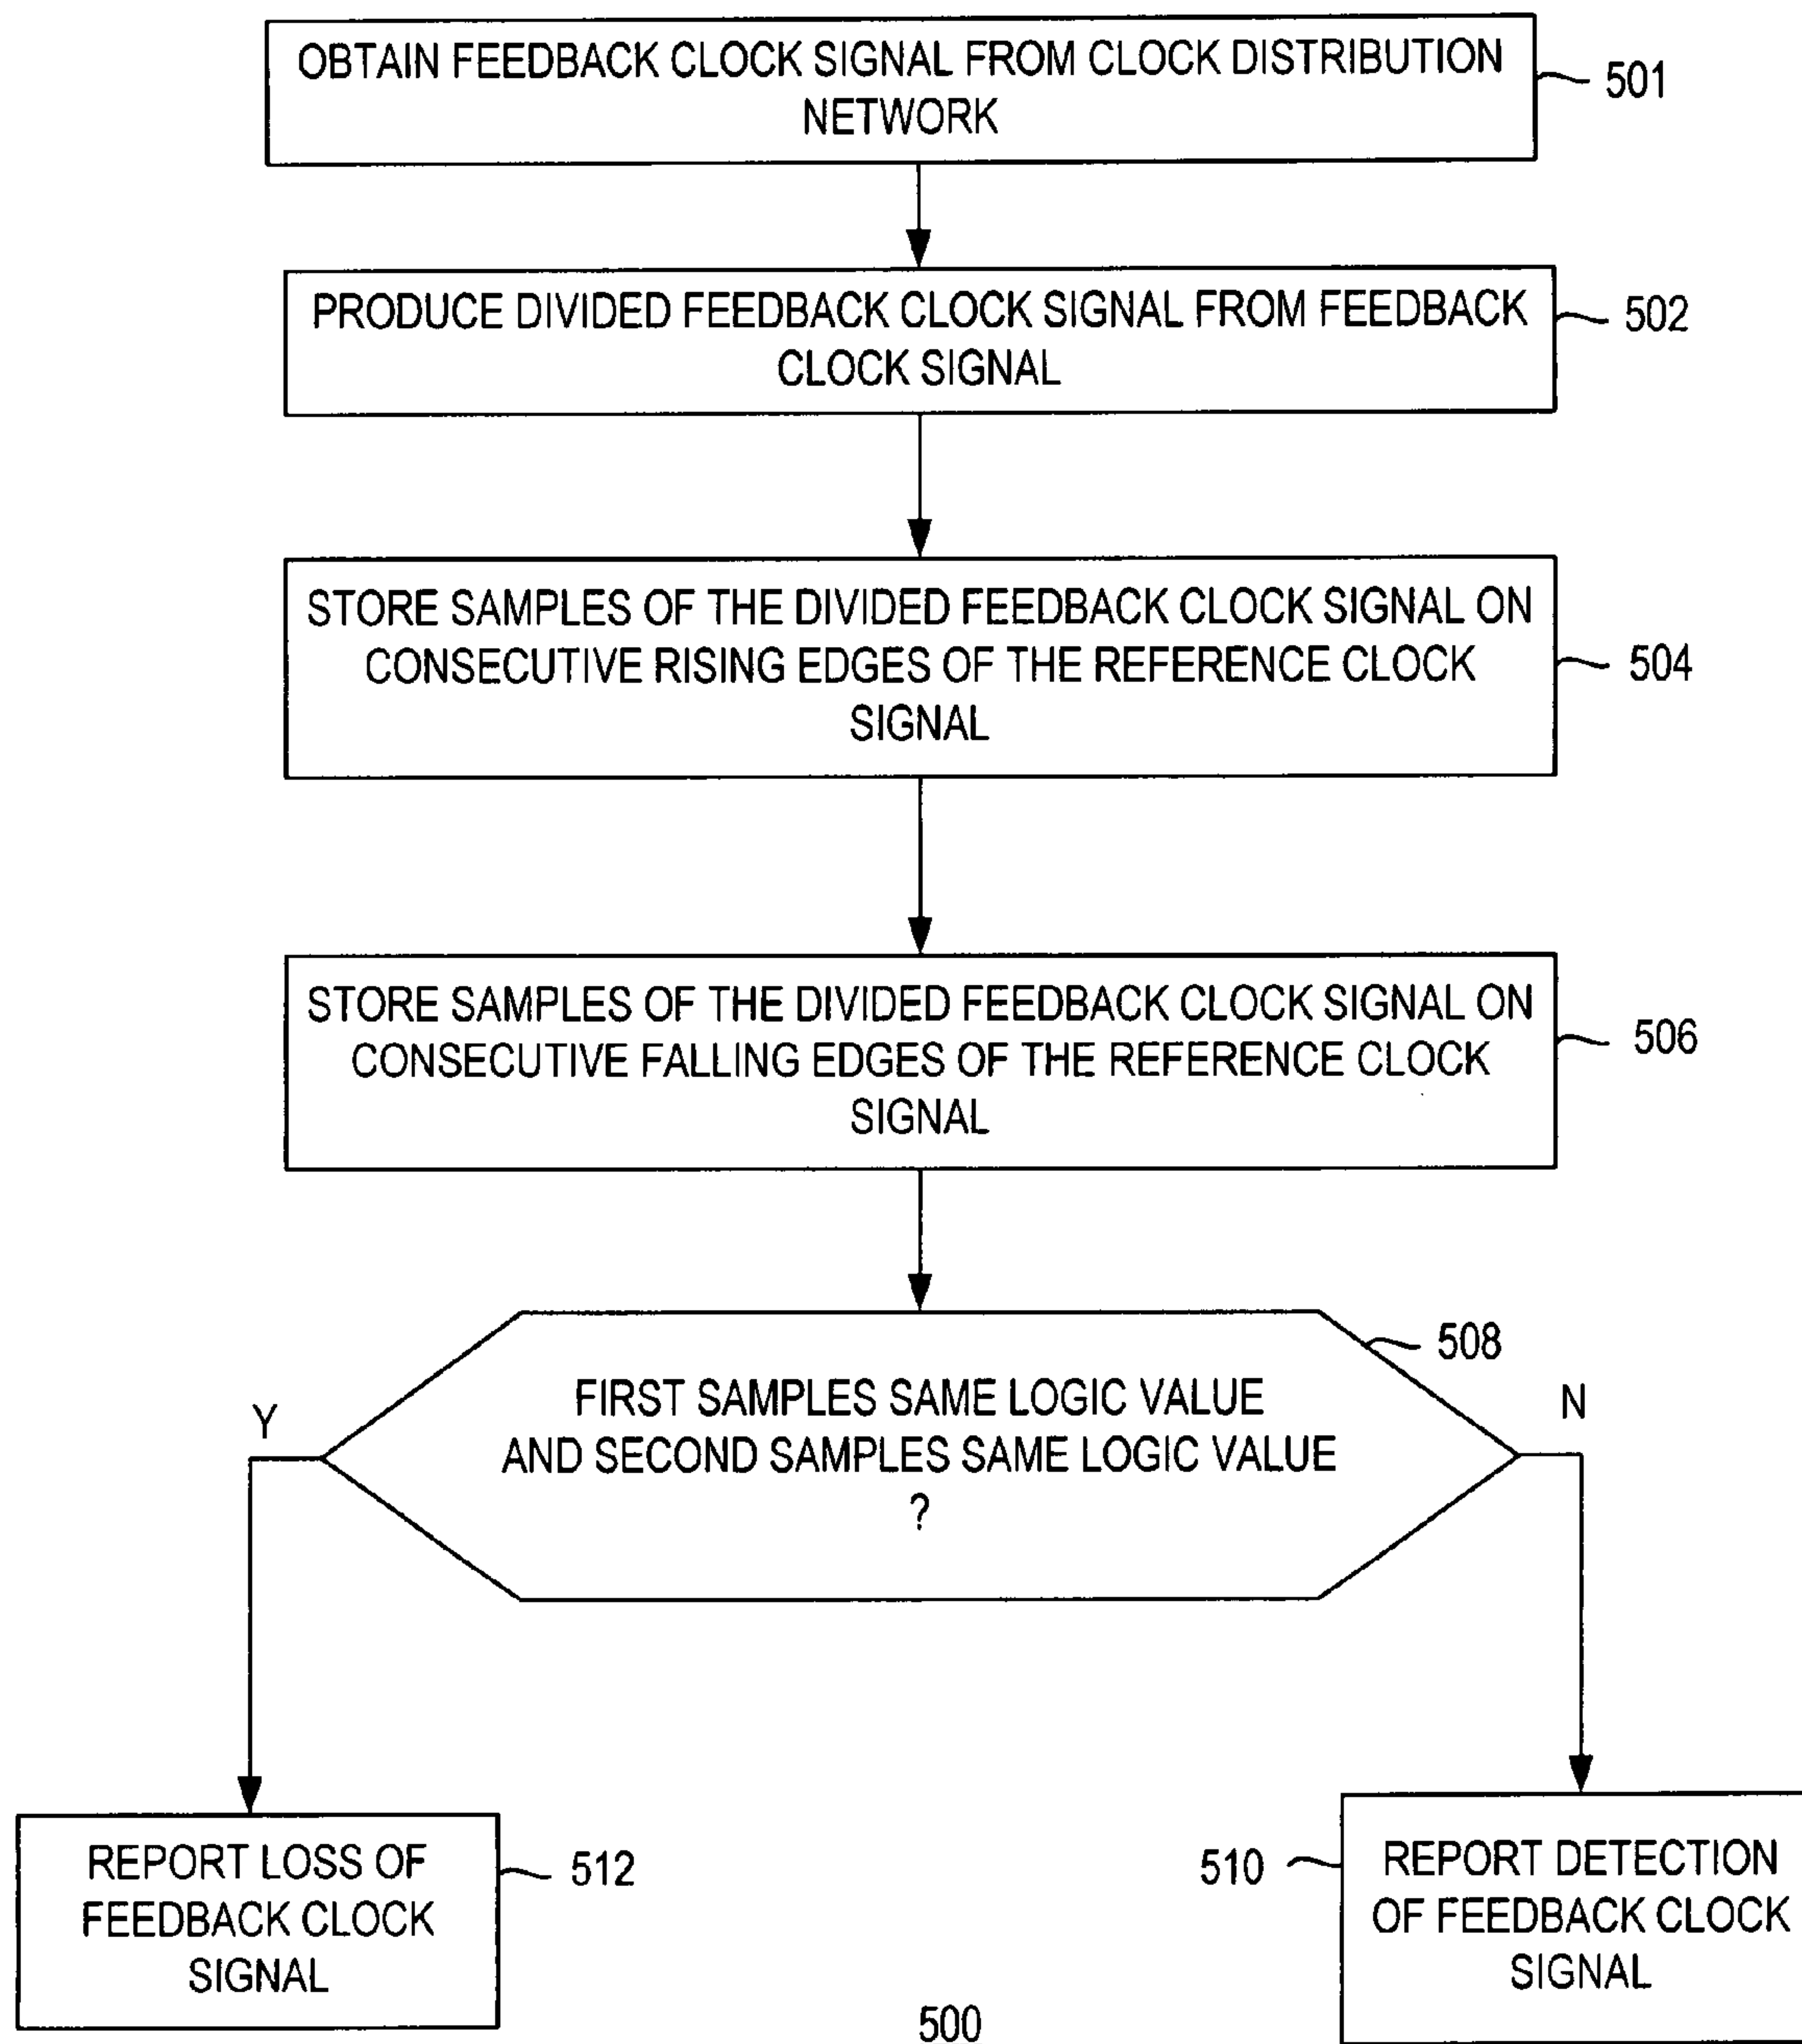 OBTAIN FEEDBACK CLOCK SIGNAL FROM CLOCK DISTRIBUTION
NETWORK
501
PRODUCE DIVIDED FEEDBACK CLOCK SIGNAL FROM FEEDBACK
CLOCK SIGNAL
502
STORE SAMPLES OF THE DIVIDED FEEDBACK CLOCK SIGNAL ON
CONSECUTIVE RISING EDGES OF THE REFERENCE CLOCK
SIGNAL
504
STORE SAMPLES OF THE DIVIDED FEEDBACK CLOCK SIGNAL ON
CONSECUTIVE FALLING EDGES OF THE REFERENCE CLOCK
SIGNAL
506
508
FIRST SAMPLES SAME LOGIC VALUE
AND SECOND SAMPLES SAME LOGIC VALUE
?
Y
N
REPORT LOSS OF
FEEDBACK CLOCK
SIGNAL
512
510
REPORT DETECTION
OF FEEDBACK CLOCK
SIGNAL
500